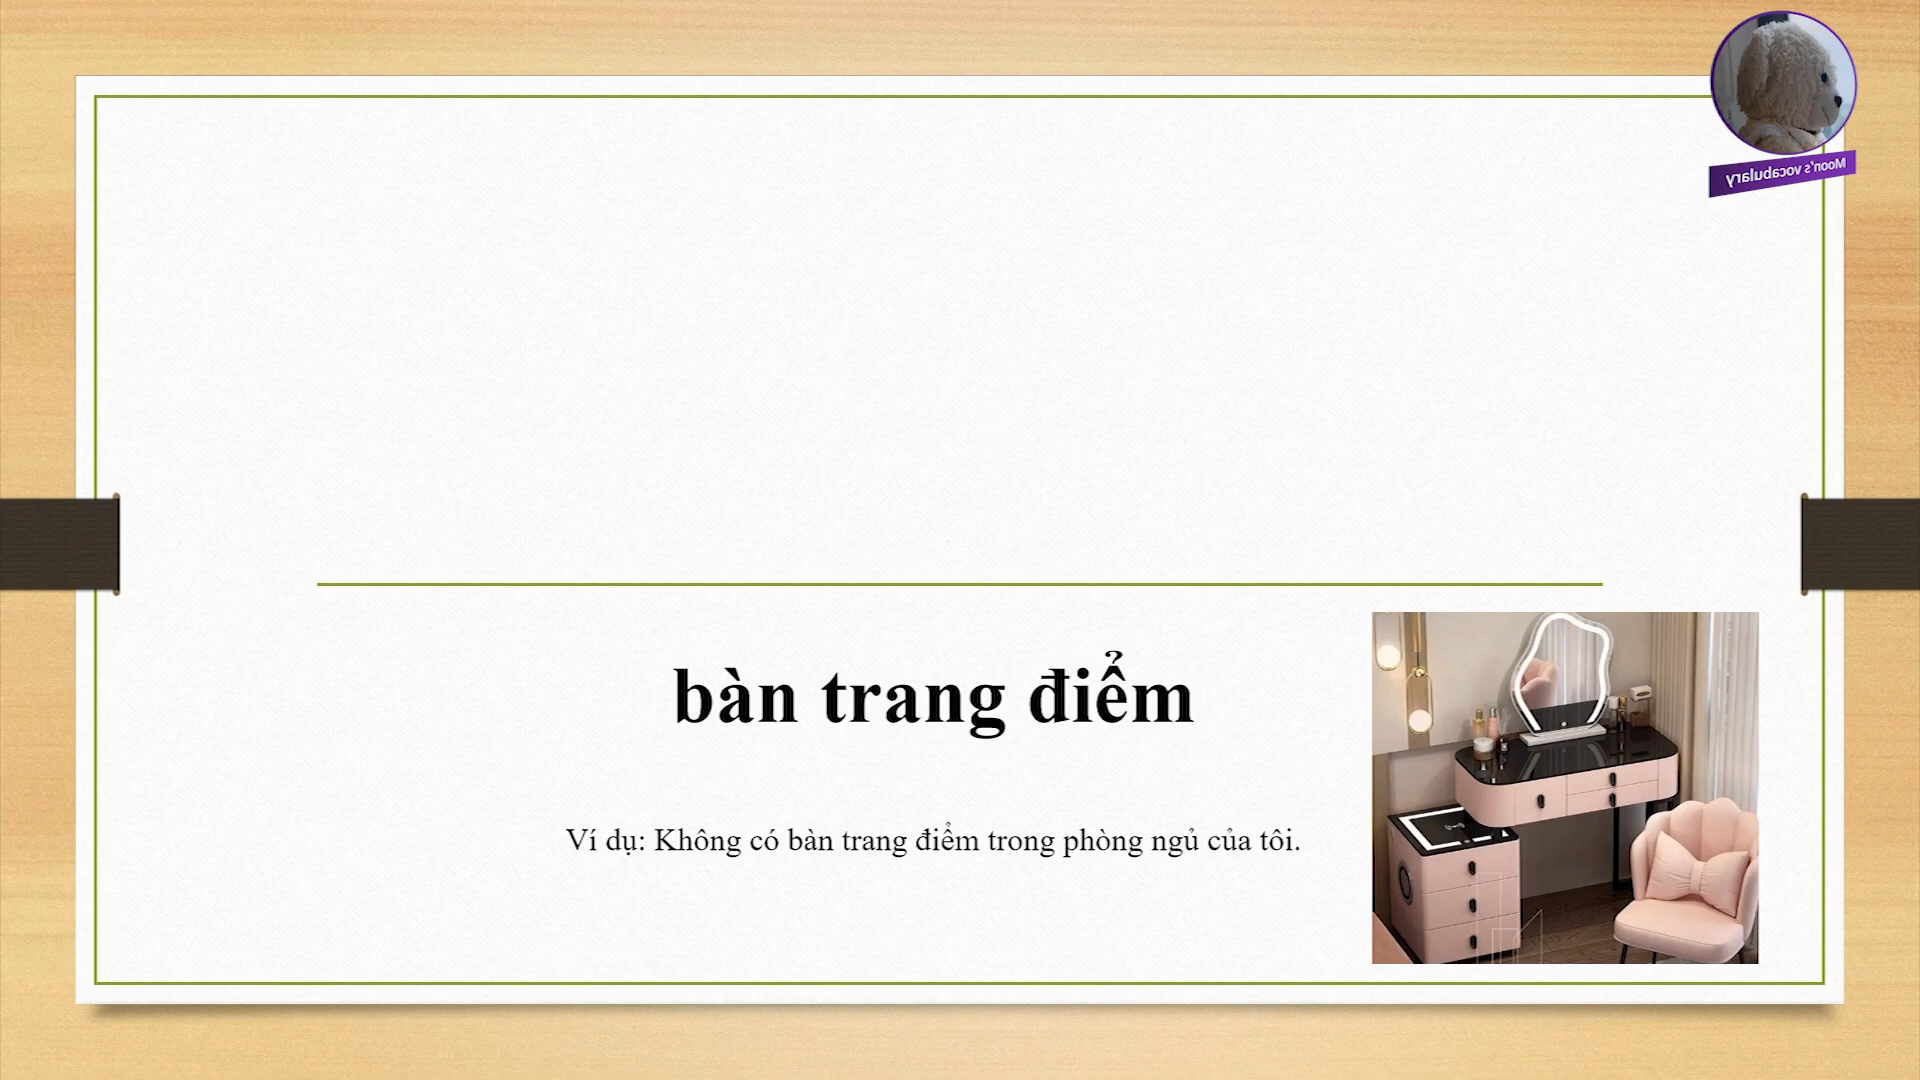 Moon's vocabulary
bàn trang điểm
Ví dụ: Không có bàn trang điểm trong phòng ngủ của tôi.